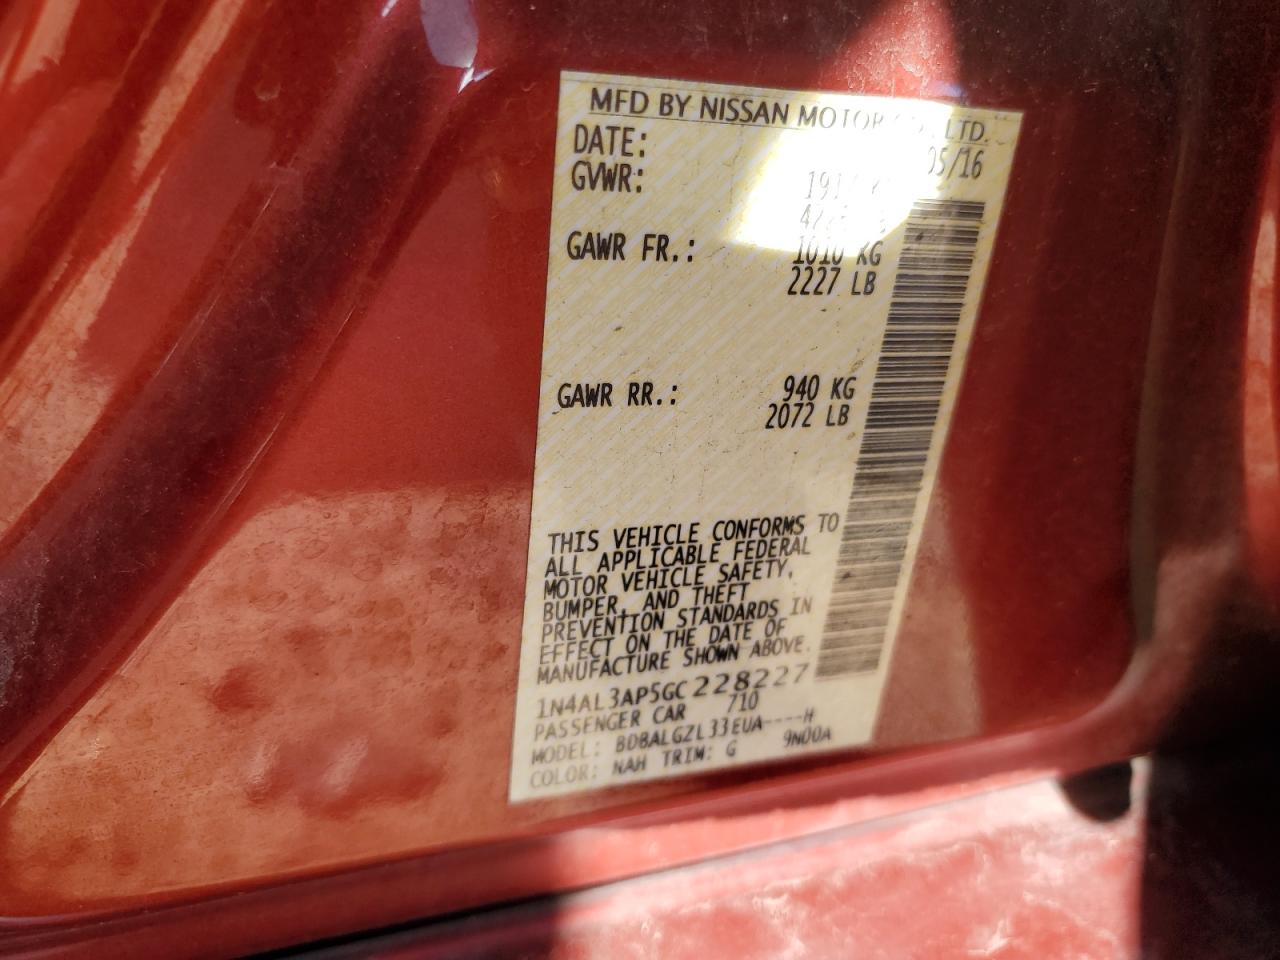 MFD BY NISSAN MOTOR LTD.
DATE: 05/16
GVWR:
GAWR FR.: 1010 KG
2227 LB
GAWR RR.: 940 KG
2072 LB
THIS VEHICLE CONFORMS TO
ALL APPLICABLE FEDERAL
MOTOR VEHICLE SAFETY,
BUMPER, AND THEFT
PREVENTION STANDARDS IN
EFFECT ON THE DATE OF
MANUFACTURE SHOWN ABOVE.
1N4AL3AP5GC228227
PASSENGER CAR 710
MODEL: BDBALGZL33EUA----H
COLOR: NAH TRIM: G 9N00A